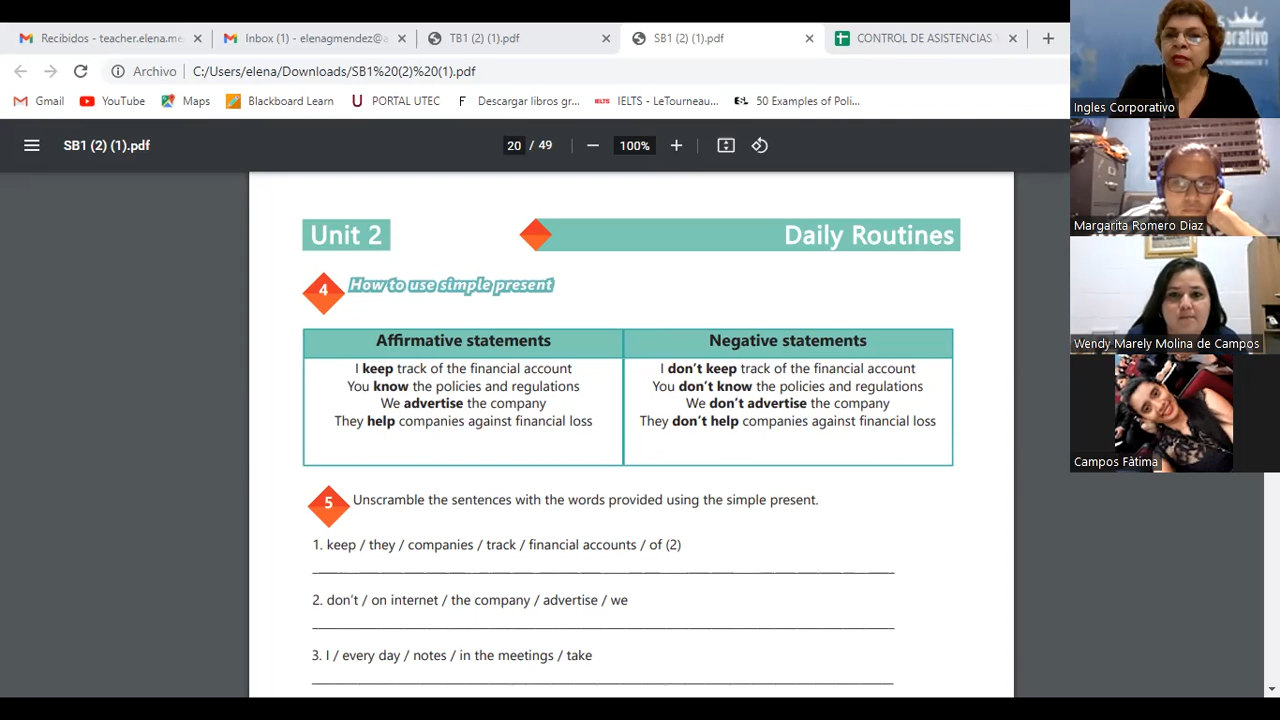 Recibidos - teacher.elena.me
Inbox (1) - elenagmendez@a
TB1 (2) (1).pdf
SB1 (2) (1).pdf
CONTROL DE ASISTENCIAS Y
Archivo
C:/Users/elena/Downloads/SB1%20(2)%20(1).pdf
Gmail
YouTube
Maps
Blackboard Learn
PORTAL UTEC
Descargar libros gr...
IELTS - LeTourneau...
50 Examples of Poli...
SB1 (2) (1).pdf
20 / 49
100%
Unit 2
Daily Routines
4
How to use simple present
Affirmative statements
I keep track of the financial account
You know the policies and regulations
We advertise the company
They help companies against financial loss
Negative statements
I don't keep track of the financial account
You don't know the policies and regulations
We don't advertise the company
They don't help companies against financial loss
5
Unscramble the sentences with the words provided using the simple present.
1. keep / they / companies / track / financial accounts / of (2)
2. don't / on internet / the company / advertise / we
3. I / every day / notes / in the meetings / take
Ingles Corporativo
Margarita Romero Diaz
Wendy Marely Molina de Campos
Campos Fàtima